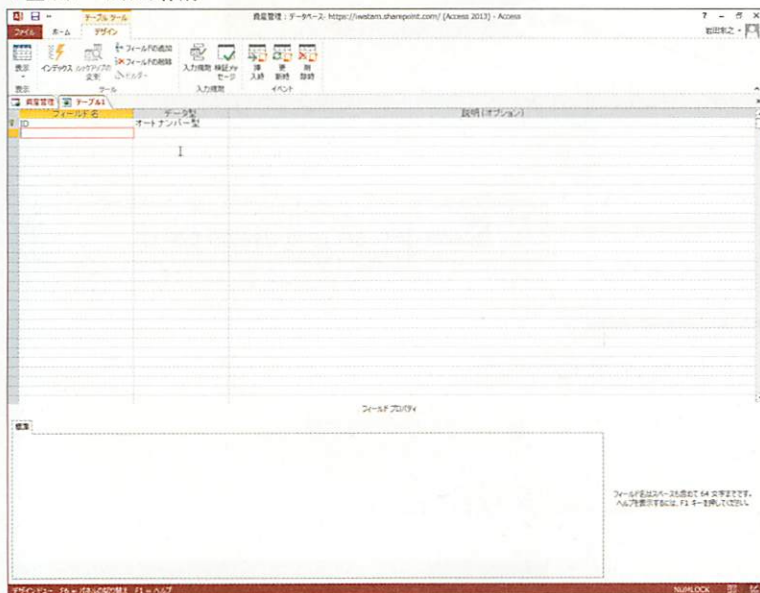 テーブル ツール
資産管理 : データベース- https://iwstam.sharepoint.com/ (Access 2013) - Access
ファイル ホーム デザイン
表示 インデックス ルックアップの変更 フィールドの追加 フィールドの削除 ビルダー 入力規則 検証メッセージ 挿入時 更新時 削除時
表示 ツール 入力規則 イベント
資産管理 テーブル1
フィールド名 データ型 説明 (オプション)
ID オートナンバー型
フィールド プロパティ
標準
フィールド名はスペースも含めて 64 文字までです。
ヘルプを表示するには、F1 キーを押してください。
デザイン ビュー F6 = パネルの切り替え F1 = ヘルプ NUMLOCK